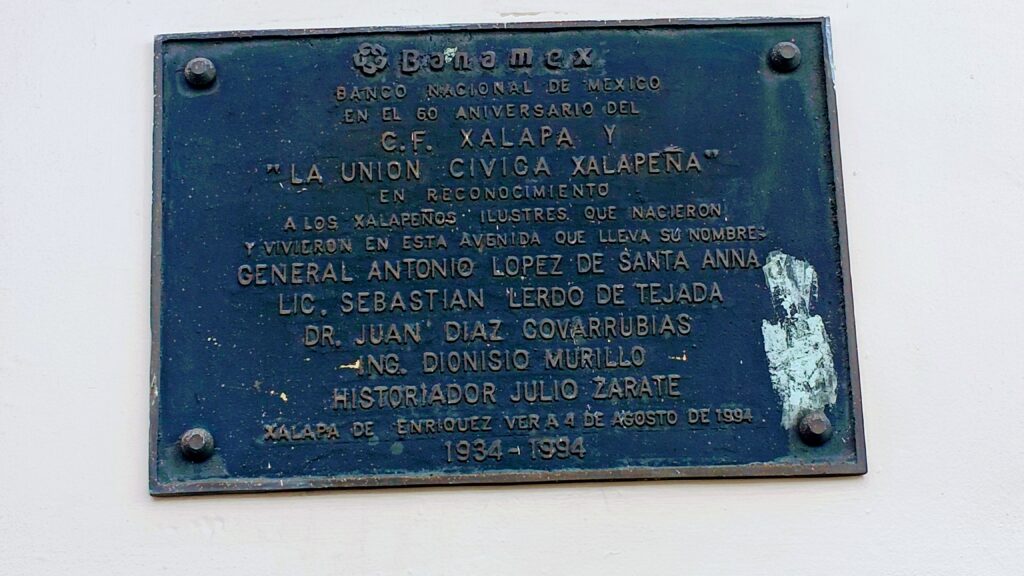 Banamex
BANCO NACIONAL DE MEXICO
EN EL 60 ANIVERSARIO DEL
C.F. XALAPA Y
"LA UNION CIVICA XALAPEÑA"
EN RECONOCIMIENTO
A LOS XALAPEÑOS ILUSTRES QUE NACIERON
Y VIVIERON EN ESTA AVENIDA QUE LLEVA SU NOMBRE:
GENERAL ANTONIO LOPEZ DE SANTA ANNA
LIC. SEBASTIAN LERDO DE TEJADA
DR. JUAN DIAZ COVARRUBIAS
ING. DIONISIO MURILLO
HISTORIADOR JULIO ZARATE
XALAPA DE ENRIQUEZ VER A 4 DE AGOSTO DE 1994
1934-1994